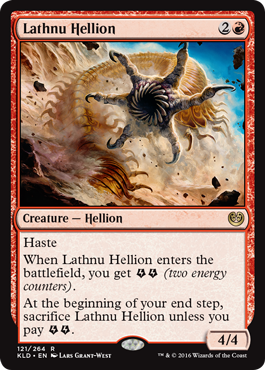 Lathnu Hellion 2
Creature — Hellion
Haste
When Lathnu Hellion enters the
battlefield, you get (two energy
counters).
At the beginning of your end step,
sacrifice Lathnu Hellion unless you
pay .
4/4
121/264 R
KLD • EN Lars Grant-West
™ & © 2016 Wizards of the Coast